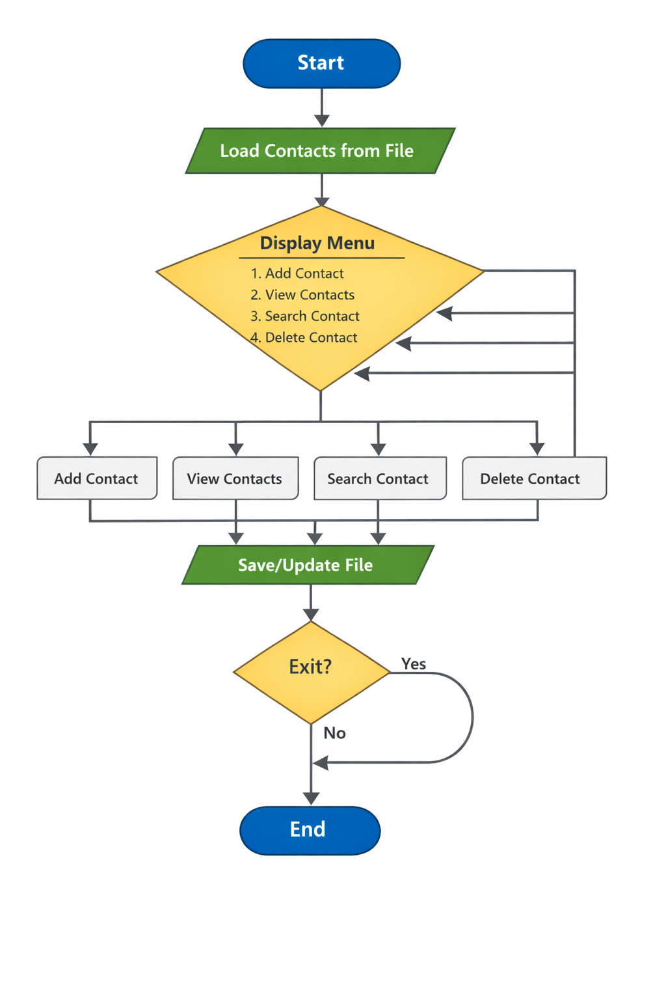 Start
Load Contacts from File
Display Menu
1. Add Contact
2. View Contacts
3. Search Contact
4. Delete Contact
Add Contact
View Contacts
Search Contact
Delete Contact
Save/Update File
Exit?
Yes
No
End